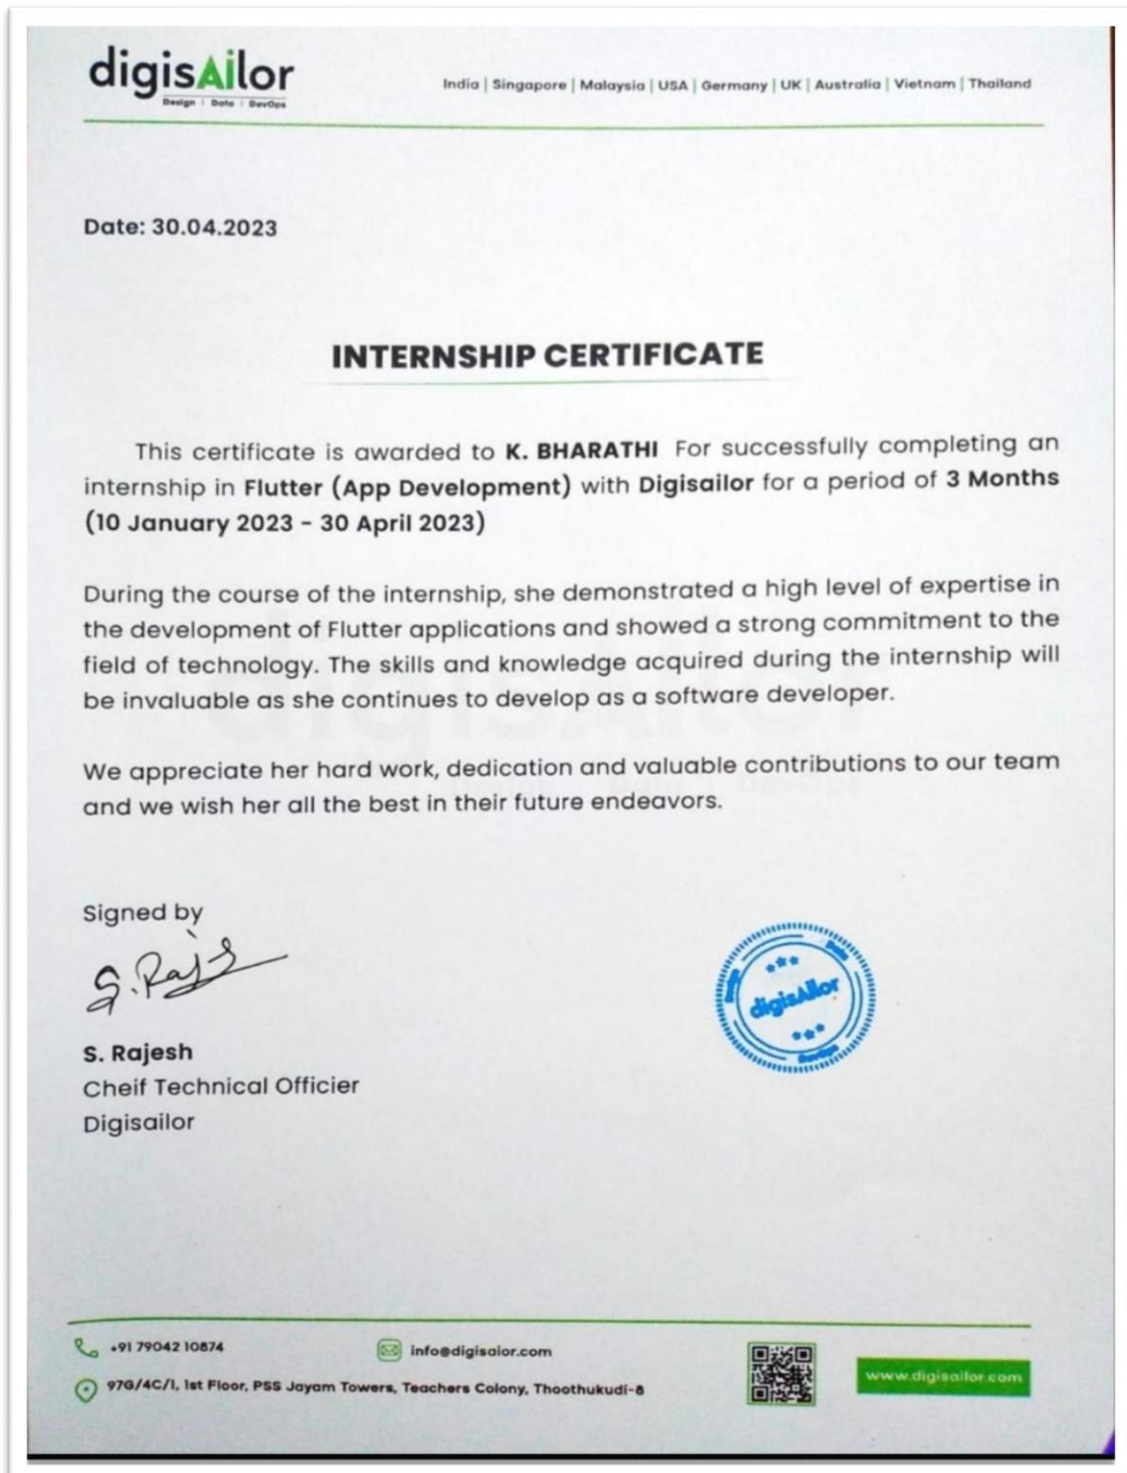 digisAilor
Design | Data | DevOps
India | Singapore | Malaysia | USA | Germany | UK | Australia | Vietnam | Thailand
Date: 30.04.2023
INTERNSHIP CERTIFICATE
This certificate is awarded to K. BHARATHI For successfully completing an
internship in Flutter (App Development) with Digisailor for a period of 3 Months
(10 January 2023 - 30 April 2023)
During the course of the internship, she demonstrated a high level of expertise in
the development of Flutter applications and showed a strong commitment to the
field of technology. The skills and knowledge acquired during the internship will
be invaluable as she continues to develop as a software developer.
We appreciate her hard work, dedication and valuable contributions to our team
and we wish her all the best in their future endeavors.
Signed by
S. Rajs
Data
digisAilor
DevOps
S. Rajesh
Cheif Technical Officier
Digisailor
+91 79042 10874
info@digisalor.com
97G/4C/1, 1st Floor, PSS Jayam Towers, Teachers Colony, Thoothukudi-8
www.digisailor.com